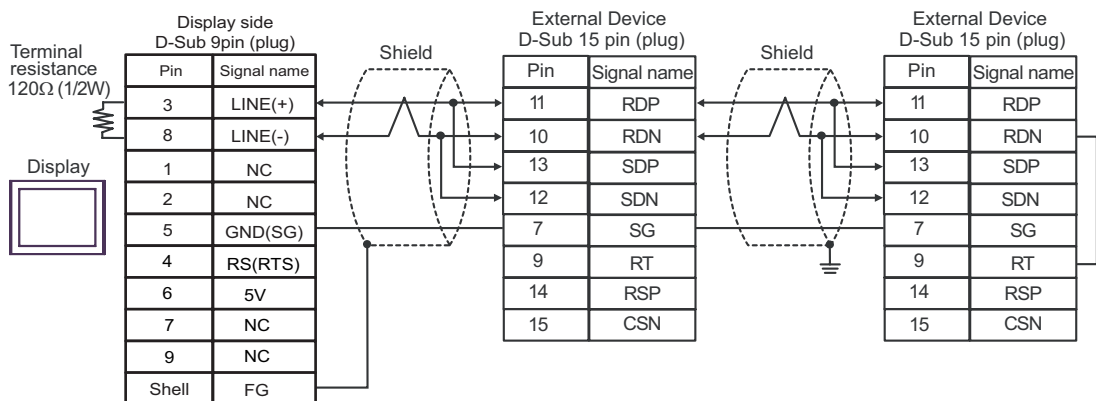 Display side
D-Sub 9pin (plug)
Terminal
resistance
120Ω (1/2W)
Display
Pin Signal name
3 LINE(+)
8 LINE(-)
1 NC
2 NC
5 GND(SG)
4 RS(RTS)
6 5V
7 NC
9 NC
Shell FG
Shield
External Device
D-Sub 15 pin (plug)
Pin Signal name
11 RDP
10 RDN
13 SDP
12 SDN
7 SG
9 RT
14 RSP
15 CSN
Shield
External Device
D-Sub 15 pin (plug)
Pin Signal name
11 RDP
10 RDN
13 SDP
12 SDN
7 SG
9 RT
14 RSP
15 CSN